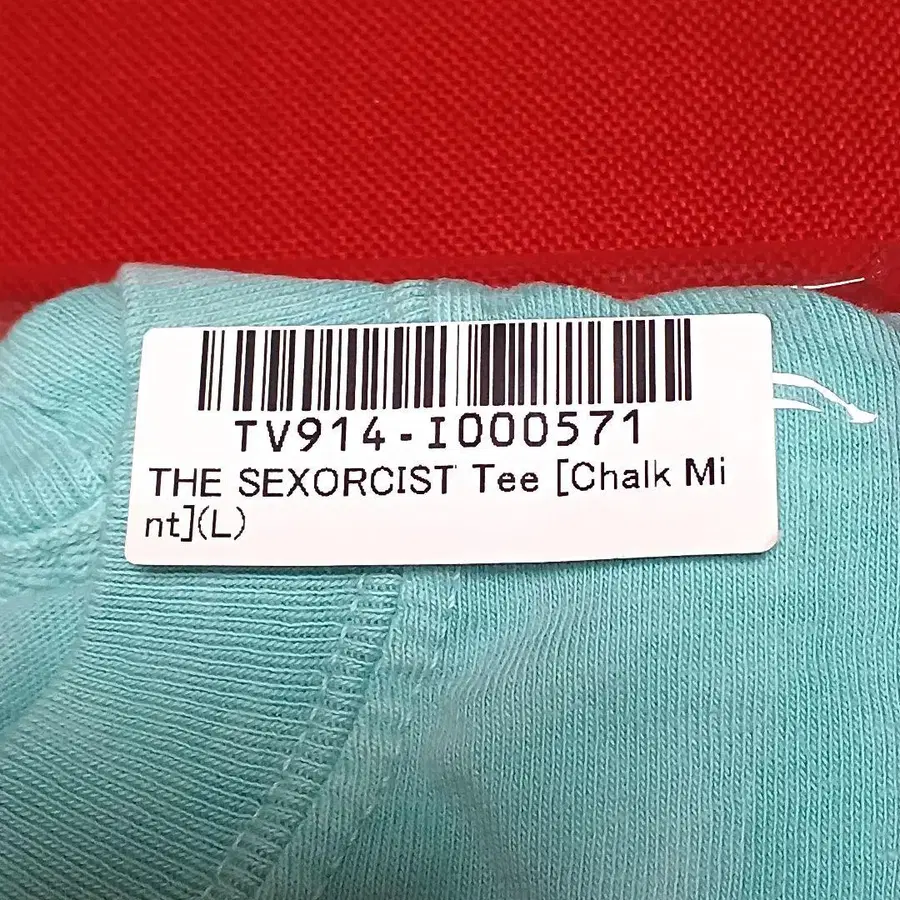 TV914-I000571
THE SEXORCIST Tee [Chalk Mi
nt](L)